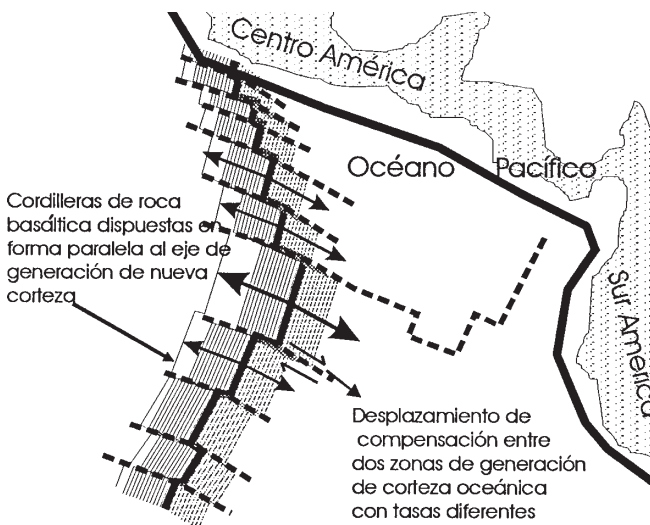 Centro América
Océano Pacífico
Cordilleras de roca
basáltica dispuestas en
forma paralela al eje de
generación de nueva
corteza
Sur América
Desplazamiento de
compensación entre
dos zonas de generación
de corteza oceánica
con tasas diferentes